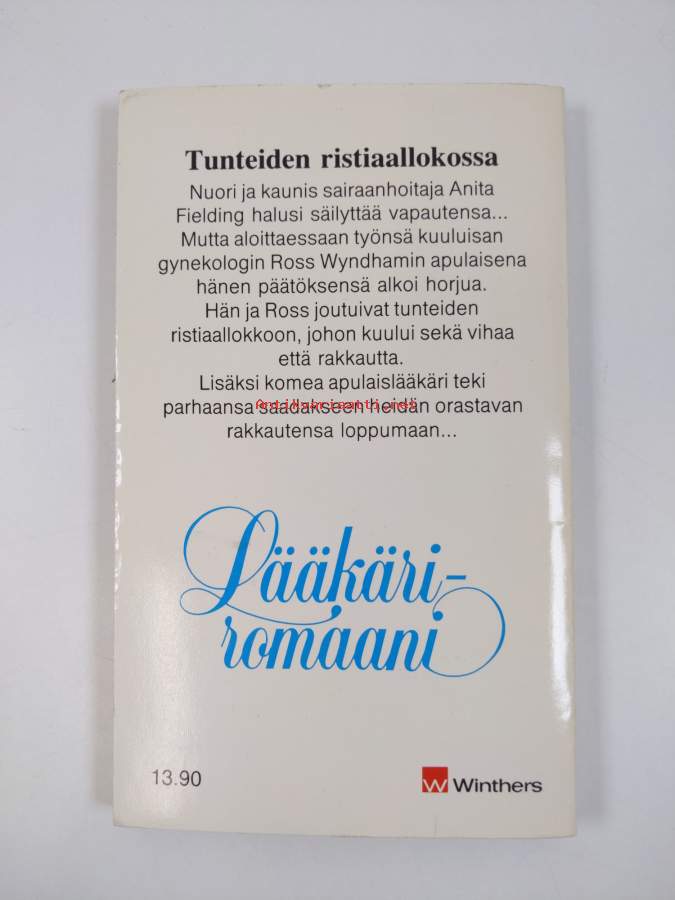 Tunteiden ristiaallokossa
Nuori ja kaunis sairaanhoitaja Anita
Fielding halusi säilyttää vapautensa...
Mutta aloittaessaan työnsä kuuluisan
gynekologin Ross Wyndhamin apulaisena
hänen päätöksensä alkoi horjua.
Hän ja Ross joutuivat tunteiden
ristiaallokkoon, johon kuului sekä vihaa
että rakkautta.
Lisäksi komea apulaislääkäri teki
parhaansa saadakseen heidän orastavan
Antikvariaatti.net
rakkautensa loppumaan...
Lääkäri-
romaani
13.90
W Winthers